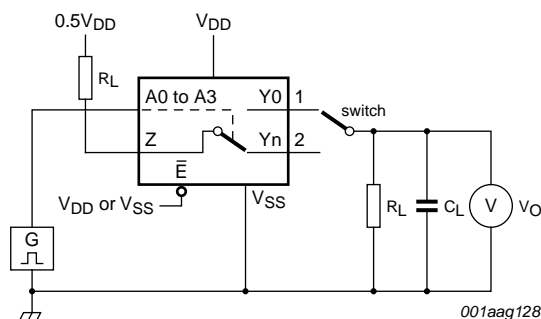 0.5VDD
VDD
RL
A0 to A3
Y0
1
switch
Z
Yn
2
E̅
VDD or VSS
VSS
G
RL
CL
V
VO
001aag128